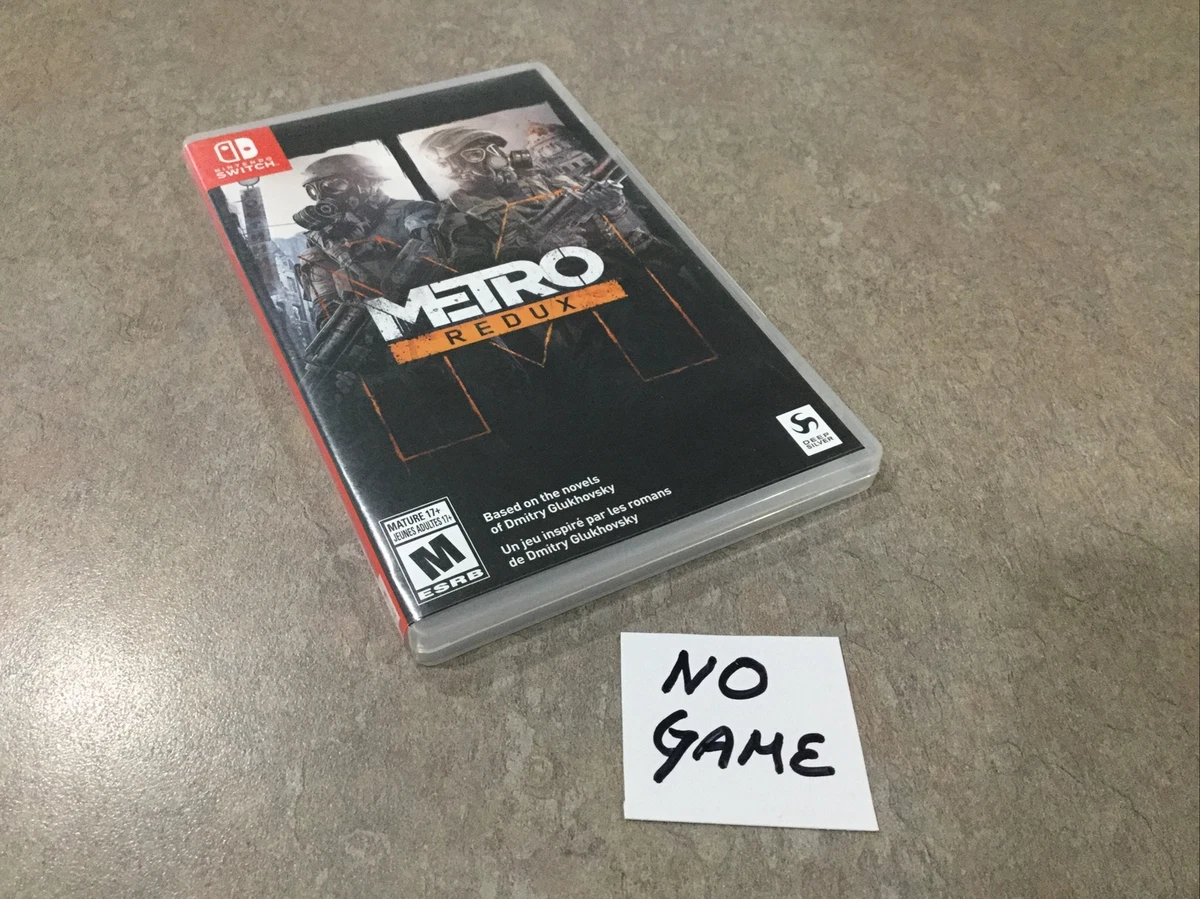 NINTENDO
SWITCH™
METRO
REDUX
DEEP
SILVER
Based on the novels
of Dmitry Glukhovsky
Un jeu inspiré par les romans
de Dmitry Glukhovsky
MATURE 17+
JEUNES ADULTES 17+
M
ESRB
NO
GAME